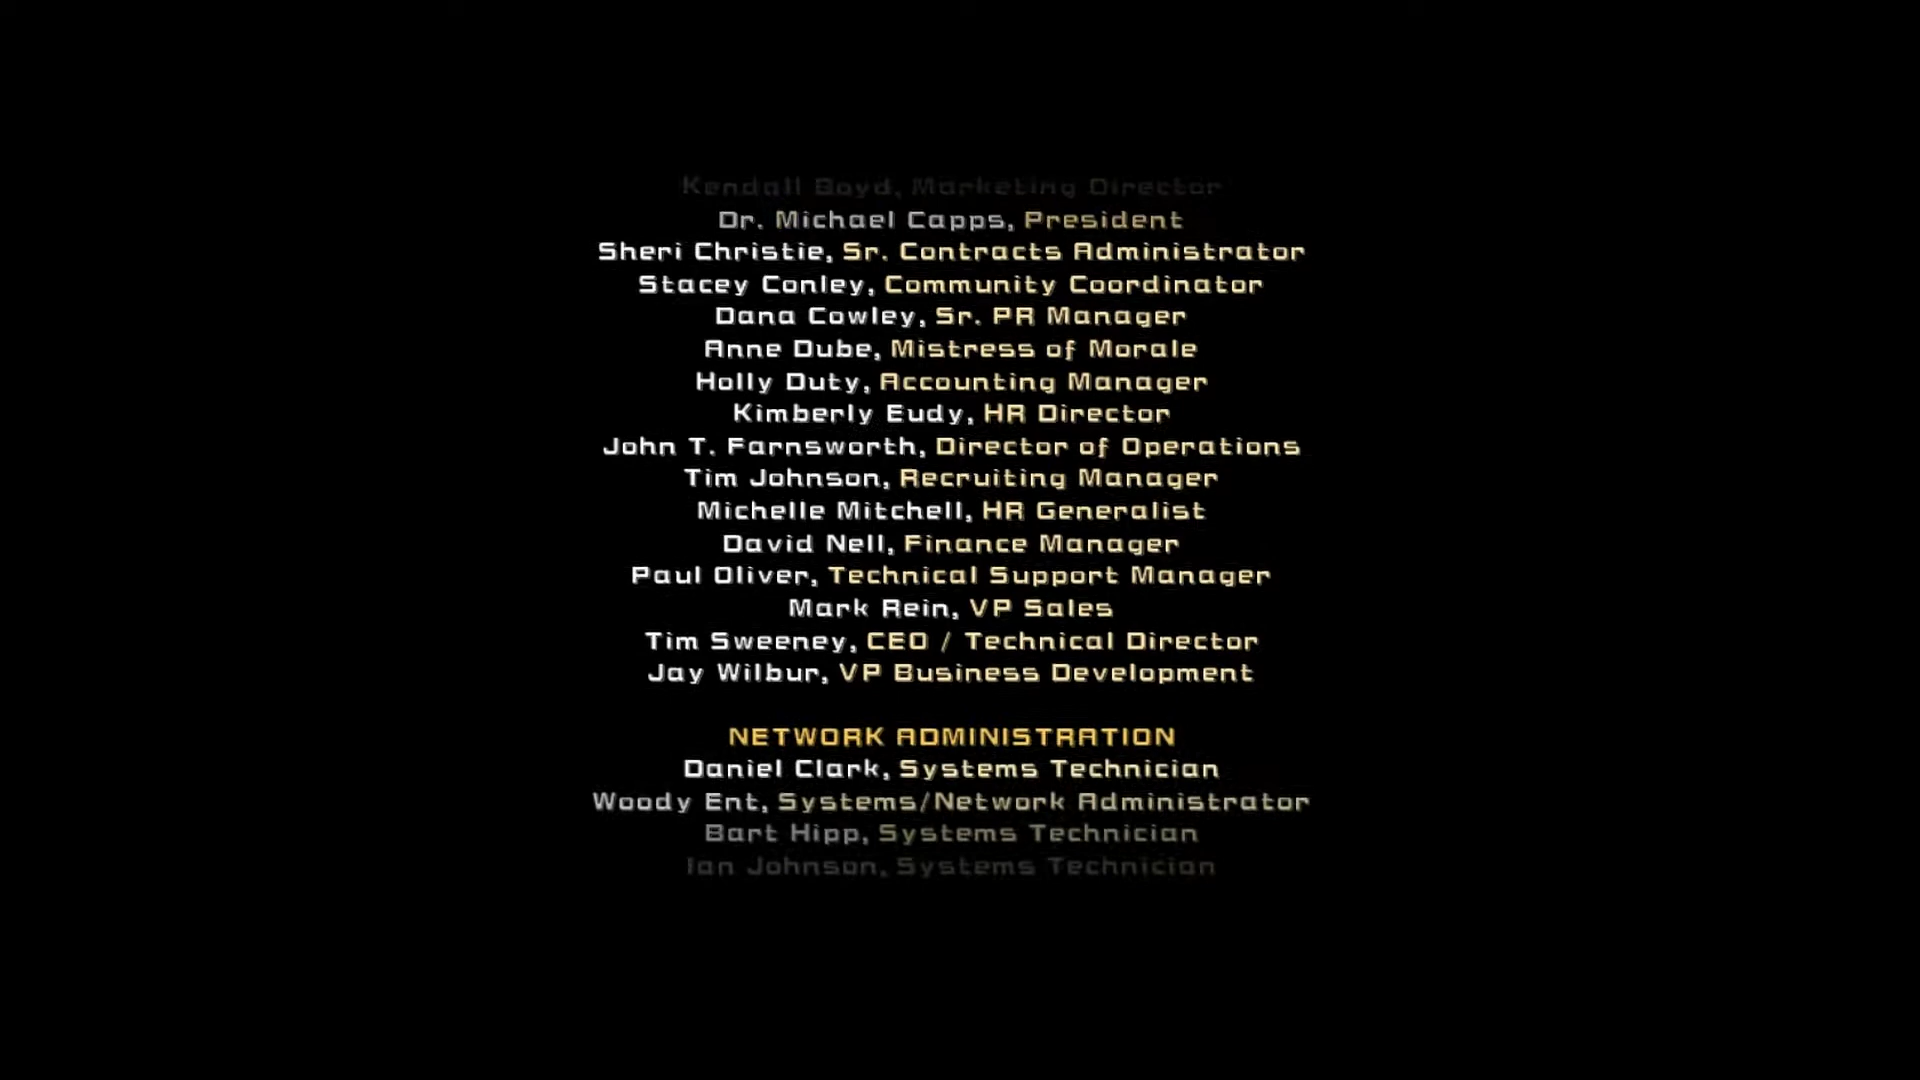 Kendall Boyd, Marketing Director
Dr. Michael Capps, President
Sheri Christie, Sr. Contracts Administrator
Stacey Conley, Community Coordinator
Dana Cowley, Sr. PR Manager
Anne Dube, Mistress of Morale
Holly Duty, Accounting Manager
Kimberly Eudy, HR Director
John T. Farnsworth, Director of Operations
Tim Johnson, Recruiting Manager
Michelle Mitchell, HR Generalist
David Nell, Finance Manager
Paul Oliver, Technical Support Manager
Mark Rein, VP Sales
Tim Sweeney, CEO / Technical Director
Jay Wilbur, VP Business Development
NETWORK ADMINISTRATION
Daniel Clark, Systems Technician
Woody Ent, Systems/Network Administrator
Bart Hipp, Systems Technician
Ian Johnson, Systems Technician